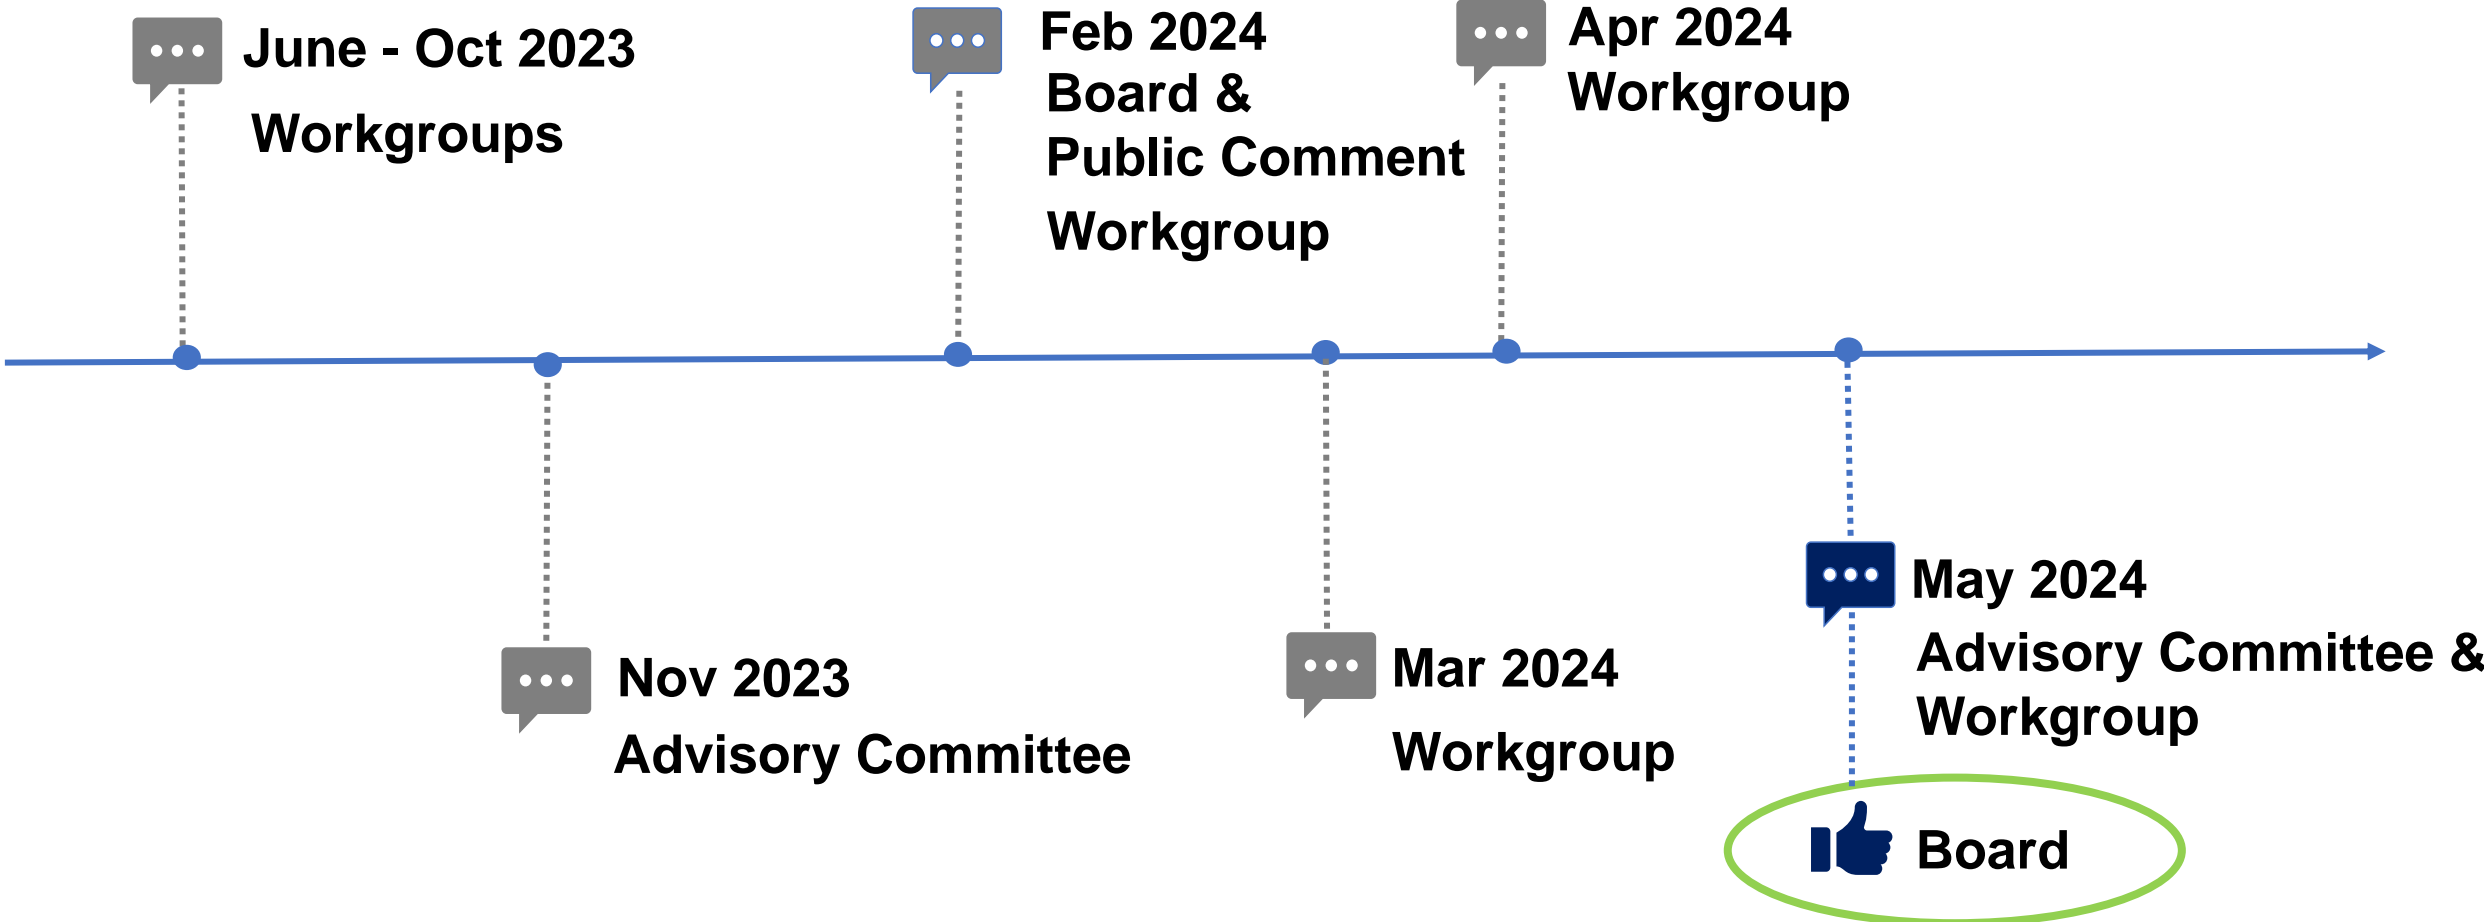 June - Oct 2023
Workgroups
Nov 2023
Advisory Committee
Feb 2024
Board &
Public Comment
Workgroup
Mar 2024
Workgroup
Apr 2024
Workgroup
May 2024
Advisory Committee &
Workgroup
Board